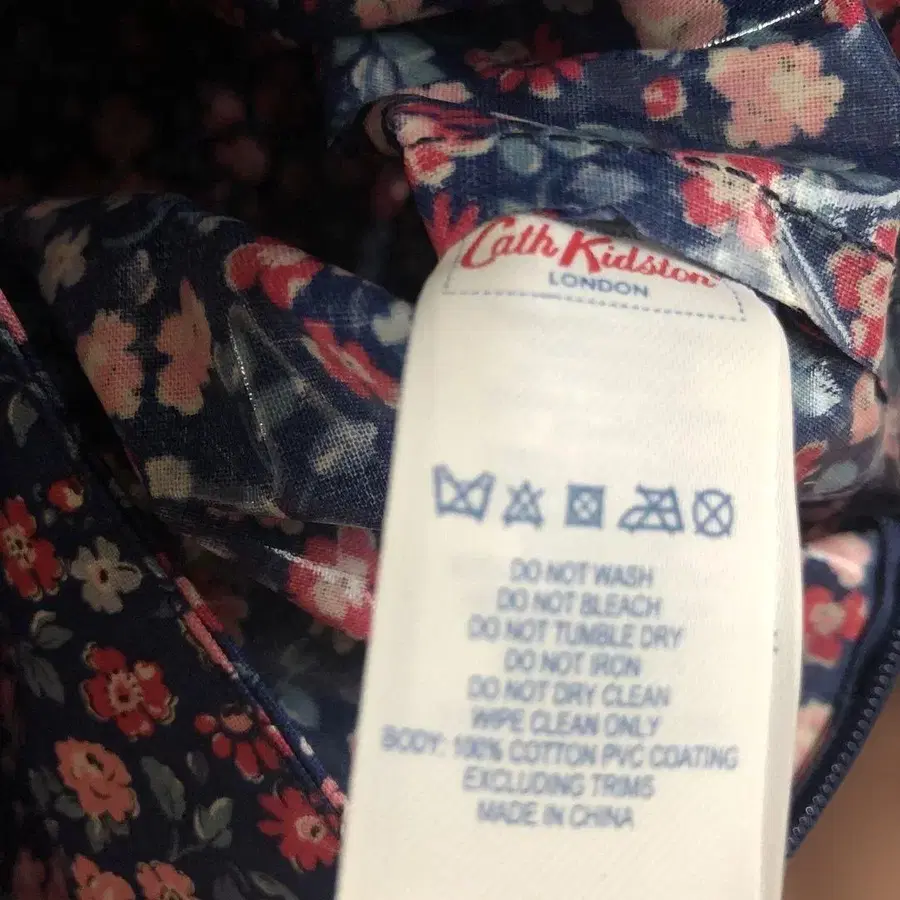 Cath Kidston
LONDON
DO NOT WASH
DO NOT BLEACH
DO NOT TUMBLE DRY
DO NOT IRON
DO NOT DRY CLEAN
WIPE CLEAN ONLY
BODY: 100% COTTON PVC COATING
EXCLUDING TRIMS
MADE IN CHINA